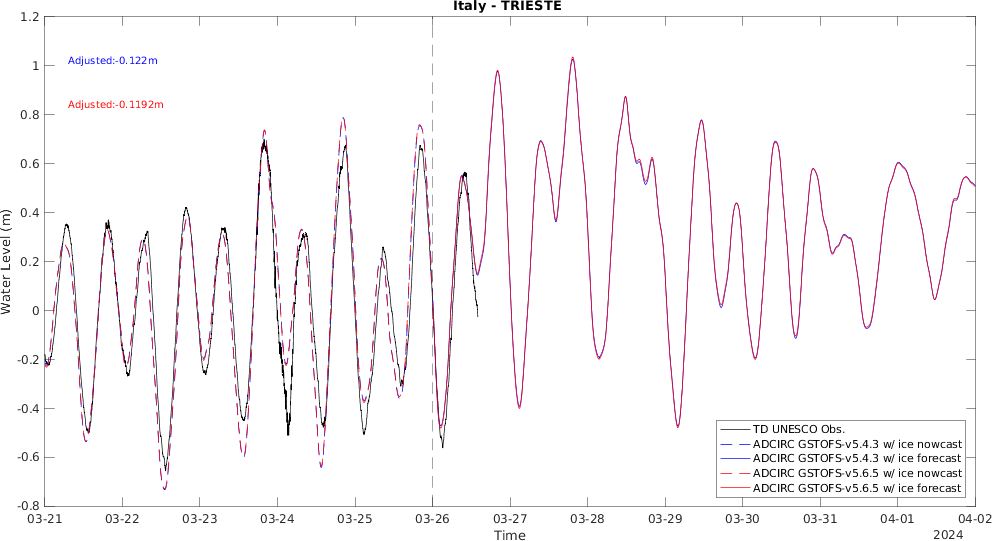 Italy - TRIESTE
Water Level (m)
1.2
1
0.8
0.6
0.4
0.2
0
-0.2
-0.4
-0.6
-0.8
Adjusted:-0.122m
Adjusted:-0.1192m
TD UNESCO Obs.
ADCIRC GSTOFS-v5.4.3 w/ ice nowcast
ADCIRC GSTOFS-v5.4.3 w/ ice forecast
ADCIRC GSTOFS-v5.6.5 w/ ice nowcast
ADCIRC GSTOFS-v5.6.5 w/ ice forecast
03-21 03-22 03-23 03-24 03-25 03-26 03-27 03-28 03-29 03-30 03-31 04-01 04-02
Time
2024